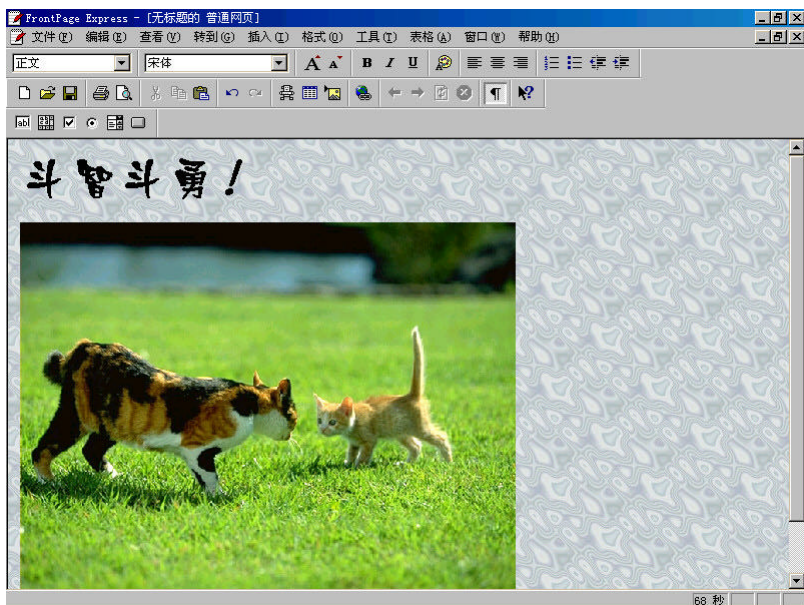 FrontPage Express - [无标题的 普通网页]
文件(F) 编辑(E) 查看(V) 转到(G) 插入(I) 格式(O) 工具(T) 表格(A) 窗口(W) 帮助(H)
正文 宋体 A A B I U
abl
斗智斗勇!
68 秒